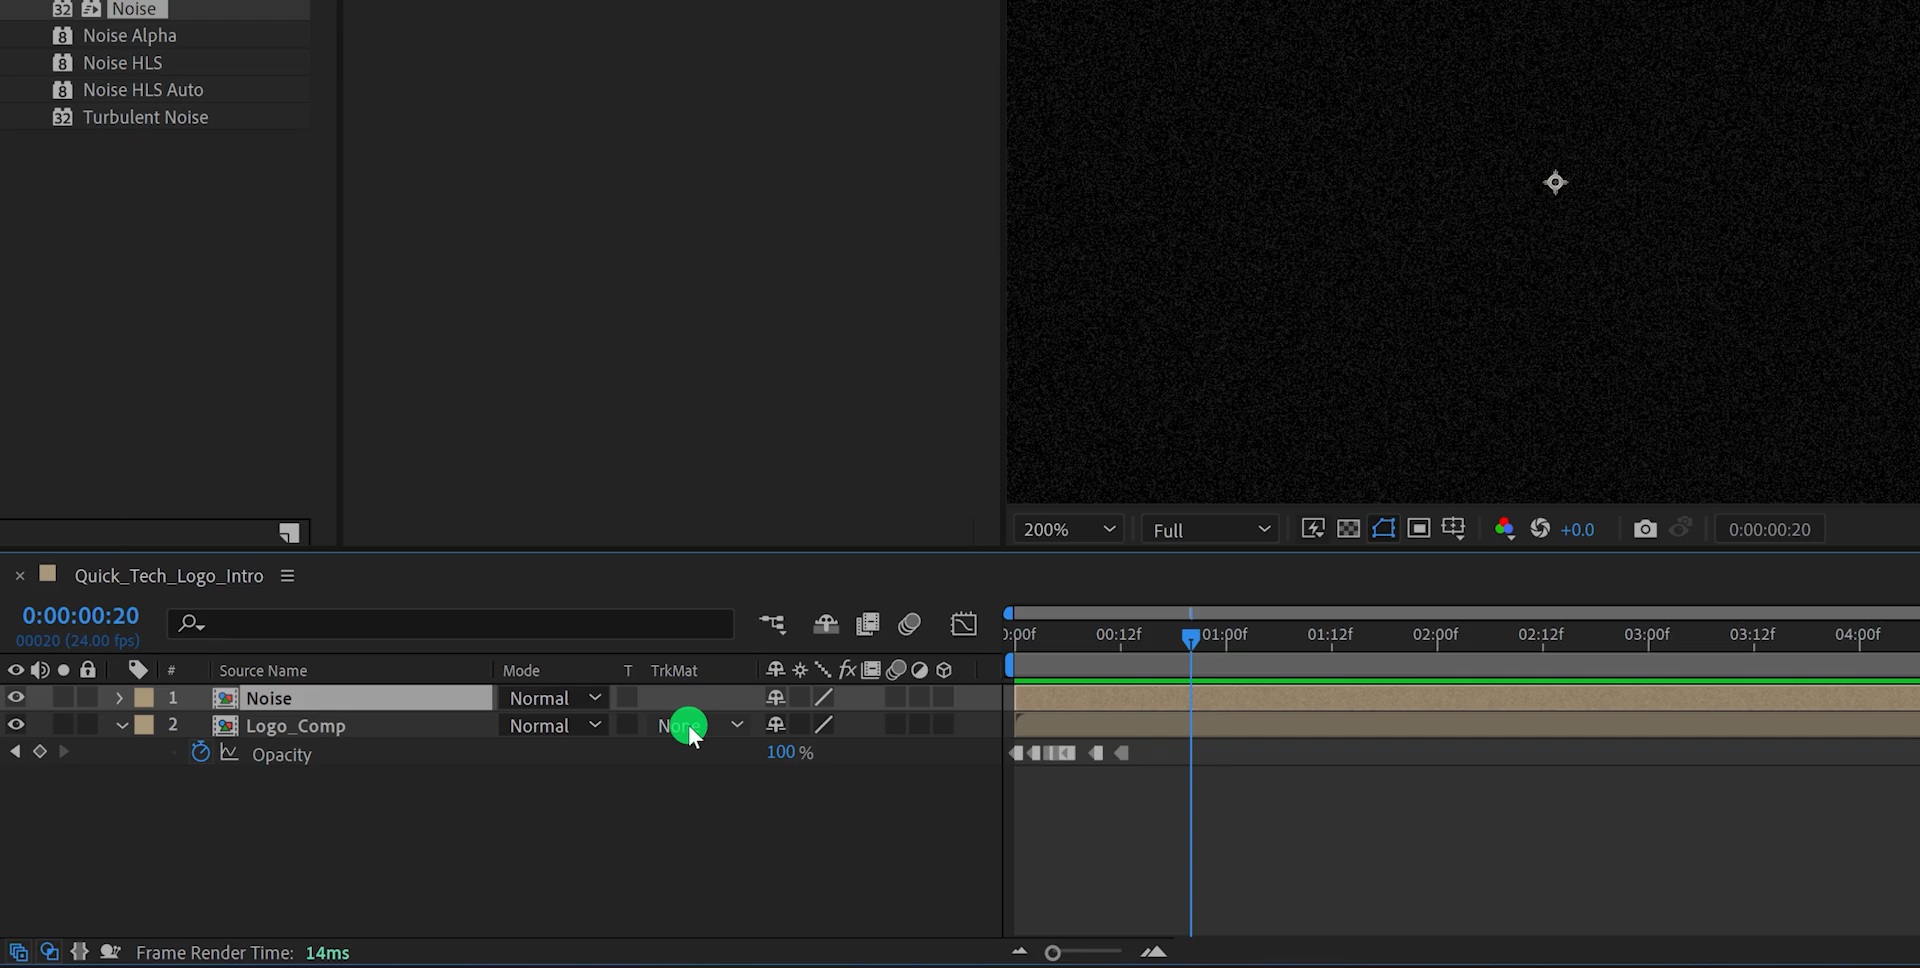 32 Noise
8 Noise Alpha
8 Noise HLS
8 Noise HLS Auto
32 Turbulent Noise
200% Full +0.0 0:00:00:20
× Quick_Tech_Logo_Intro
0:00:00:20
00020 (24.00 fps)
:00f 00:12f 01:00f 01:12f 02:00f 02:12f 03:00f 03:12f 04:00f
# Source Name Mode T TrkMat fx
1 Noise Normal
2 Logo_Comp Normal None
Opacity 100 %
Frame Render Time: 14ms